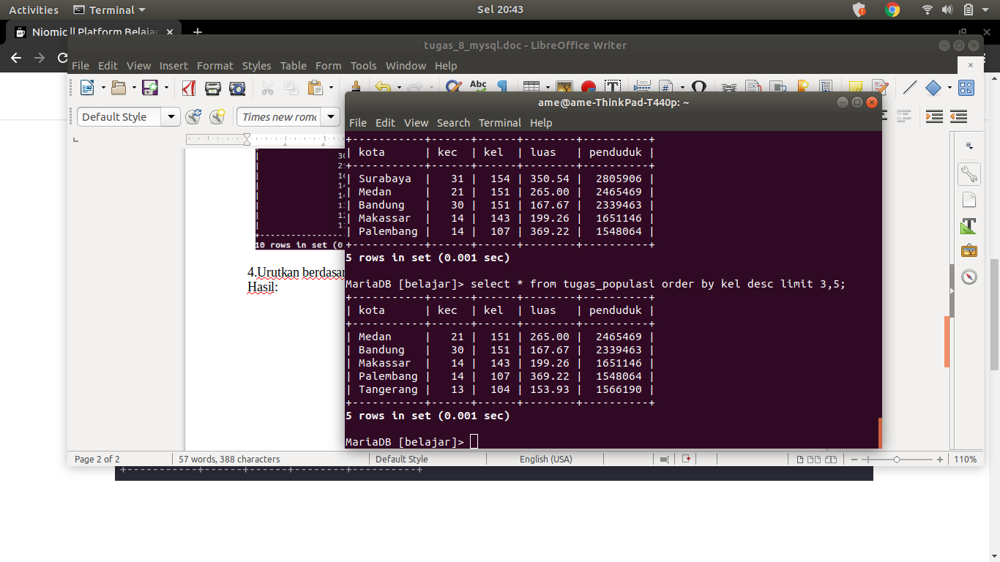 Activities Terminal Sel 20:43
Niomic || Platform Belajar
tugas_8_mysql.doc - LibreOffice Writer
File Edit View Insert Format Styles Table Form Tools Window Help
Default Style
Times new romo
4.Urutkan berdasar
Hasil:
10 rows in set (0.
ame@ame-ThinkPad-T440p: ~
File Edit View Search Terminal Help
+-----------+------+------+--------+----------+
| kota      | kec  | kel  | luas   | penduduk |
+-----------+------+------+--------+----------+
| Surabaya  |   31 |  154 | 350.54 |  2805906 |
| Medan     |   21 |  151 | 265.00 |  2465469 |
| Bandung   |   30 |  151 | 167.67 |  2339463 |
| Makassar  |   14 |  143 | 199.26 |  1651146 |
| Palembang |   14 |  107 | 369.22 |  1548064 |
+-----------+------+------+--------+----------+
5 rows in set (0.001 sec)
MariaDB [belajar]> select * from tugas_populasi order by kel desc limit 3,5;
+-----------+------+------+--------+----------+
| kota      | kec  | kel  | luas   | penduduk |
+-----------+------+------+--------+----------+
| Medan     |   21 |  151 | 265.00 |  2465469 |
| Bandung   |   30 |  151 | 167.67 |  2339463 |
| Makassar  |   14 |  143 | 199.26 |  1651146 |
| Palembang |   14 |  107 | 369.22 |  1548064 |
| Tangerang |   13 |  104 | 153.93 |  1566190 |
+-----------+------+------+--------+----------+
5 rows in set (0.001 sec)
MariaDB [belajar]>
Page 2 of 2 57 words, 388 characters Default Style English (USA) 110%